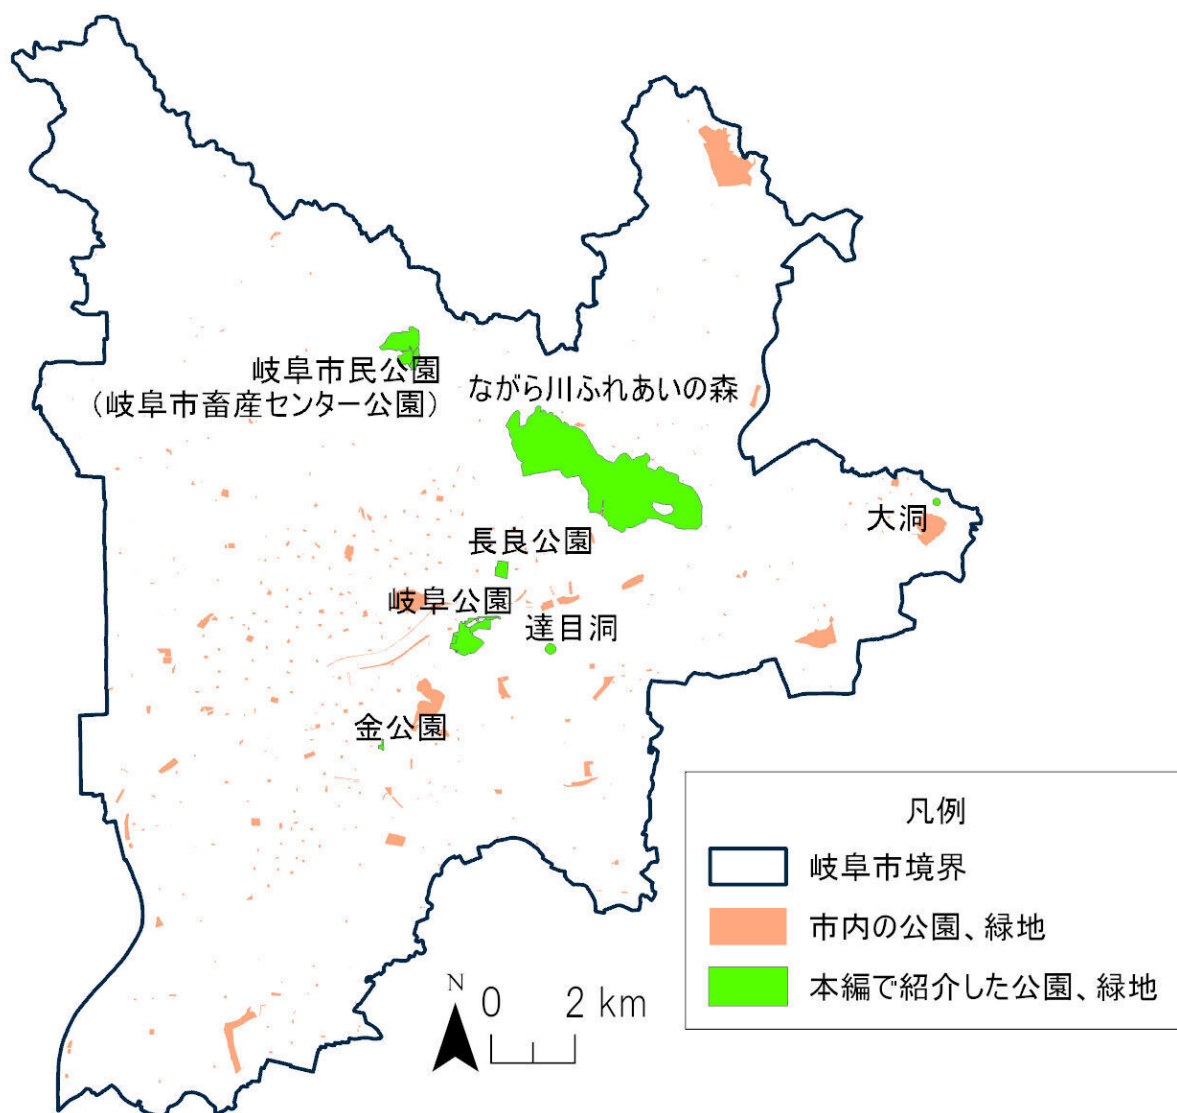 岐阜市民公園
（岐阜市畜産センター公園）
ながら川ふれあいの森
大洞
長良公園
岐阜公園
達目洞
金公園
凡例
岐阜市境界
市内の公園、緑地
本編で紹介した公園、緑地
N
0 2 km